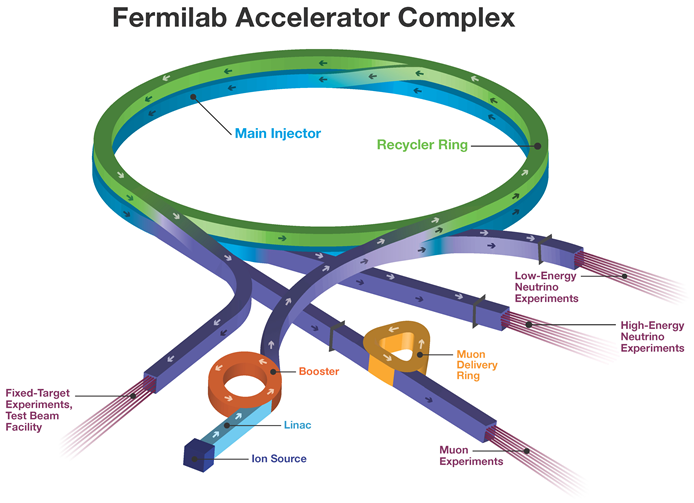 Fermilab Accelerator Complex
Main Injector
Recycler Ring
Low-Energy
Neutrino
Experiments
High-Energy
Neutrino
Experiments
Muon
Delivery
Ring
Booster
Fixed-Target
Experiments,
Test Beam
Facility
Linac
Ion Source
Muon
Experiments